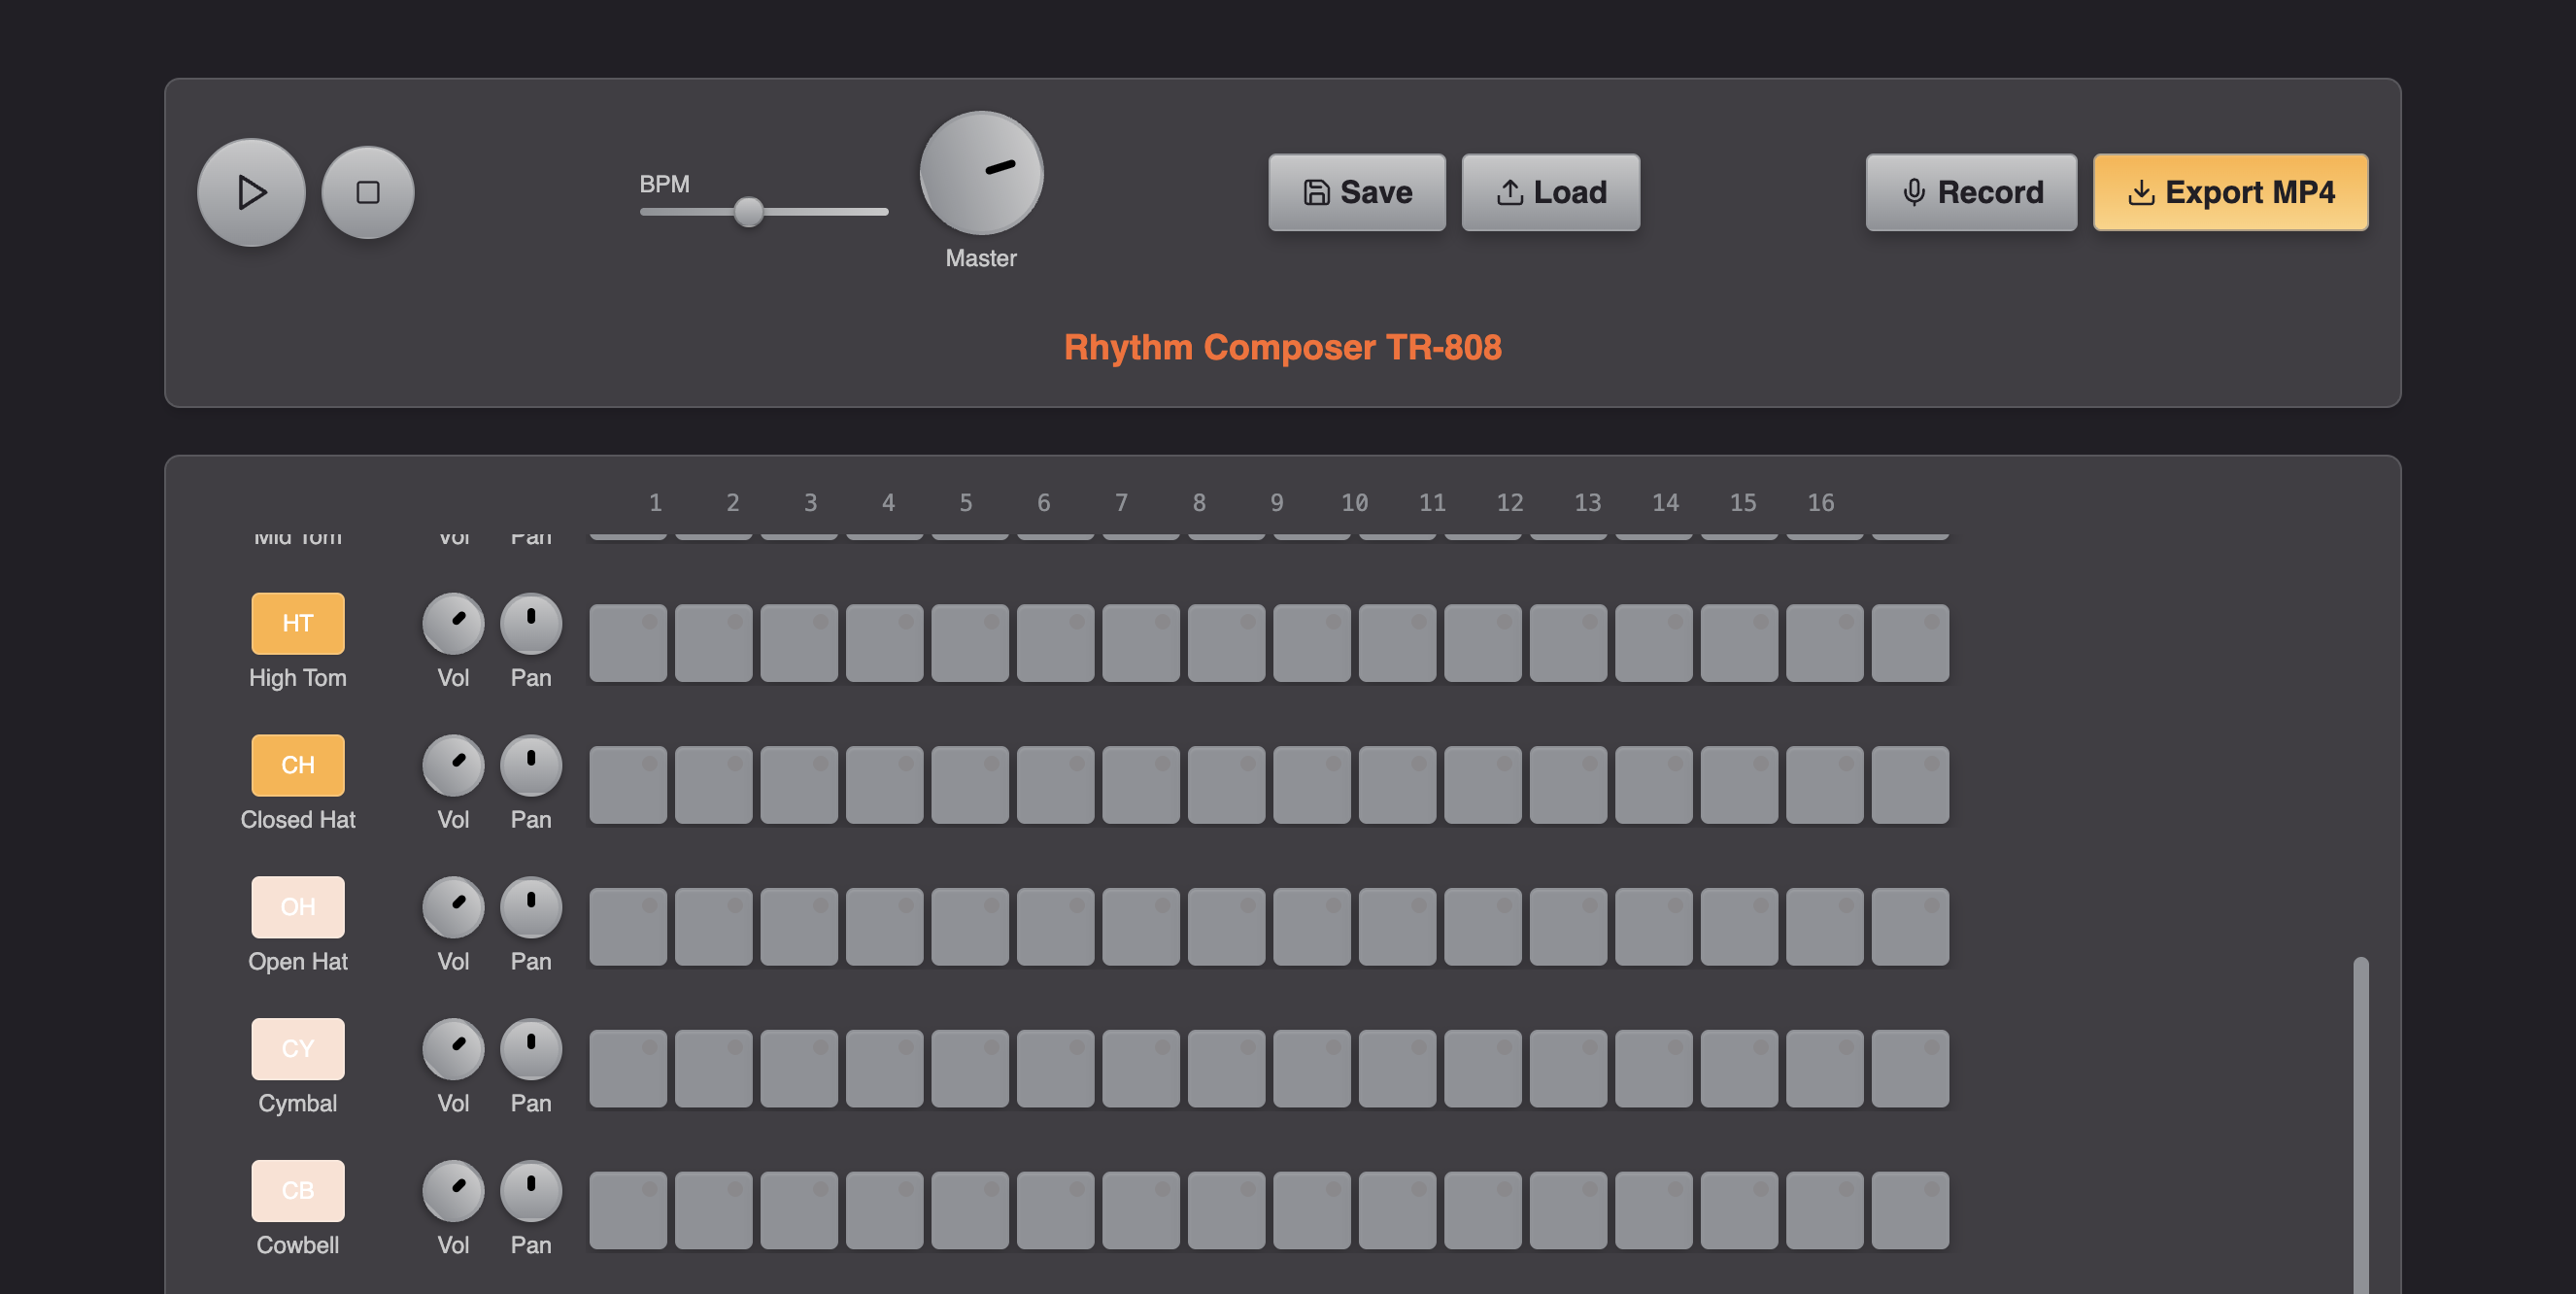 BPM
Master
Save
Load
Record
Export MP4
Rhythm Composer TR-808
1 2 3 4 5 6 7 8 9 10 11 12 13 14 15 16
Mid Tom Vol Pan
HT
High Tom Vol Pan
CH
Closed Hat Vol Pan
OH
Open Hat Vol Pan
CY
Cymbal Vol Pan
CB
Cowbell Vol Pan